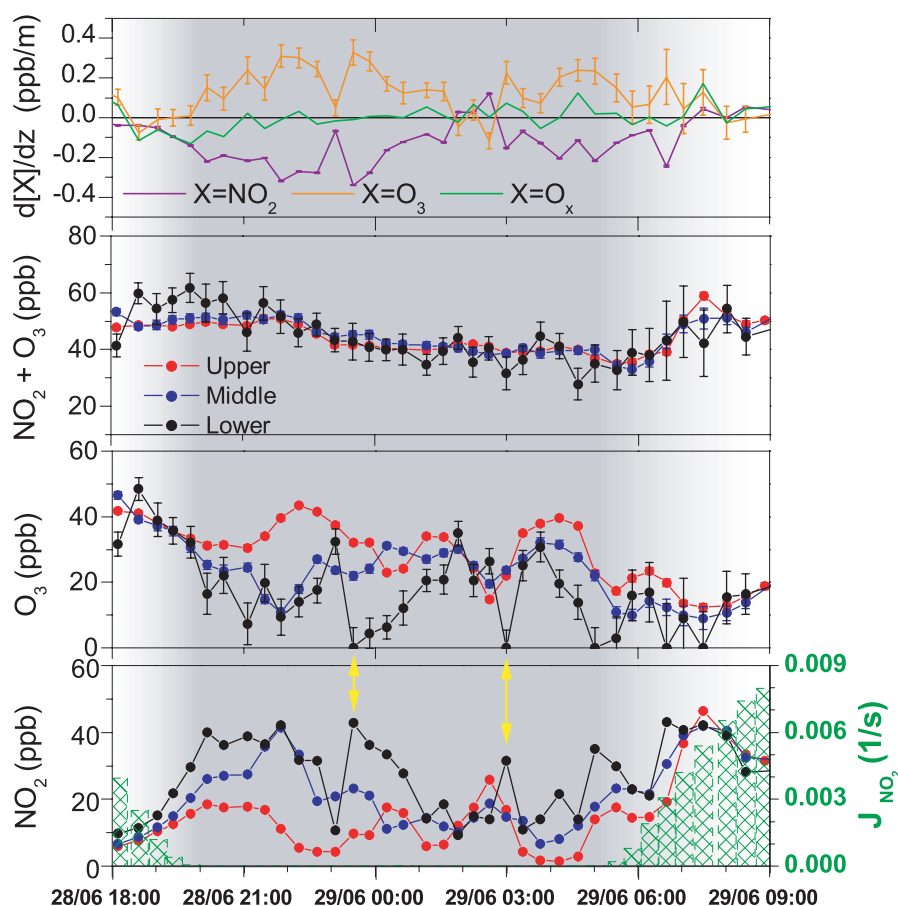 d[X]/dz (ppb/m)
0.4
0.2
0.0
-0.2
-0.4
X=NO2 X=O3 X=Ox
NO2 + O3 (ppb)
80
60
40
20
Upper
Middle
Lower
O3 (ppb)
60
40
20
0
NO2 (ppb)
60
40
20
0
0.009
0.006
0.003
0.000
JNO2 (1/s)
28/06 18:00 28/06 21:00 29/06 00:00 29/06 03:00 29/06 06:00 29/06 09:00